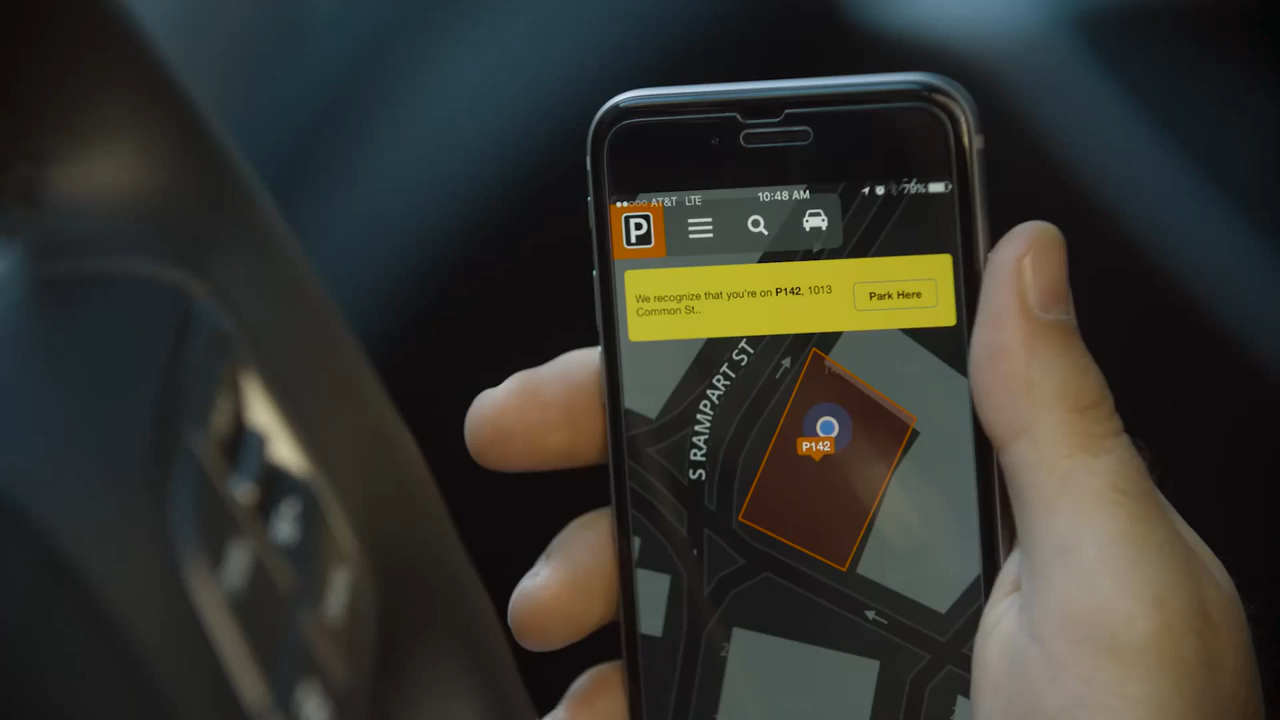 AT&T LTE 10:48 AM 79%
P
We recognize that you're on P142, 1013
Common St..
Park Here
S RAMPART ST
P142